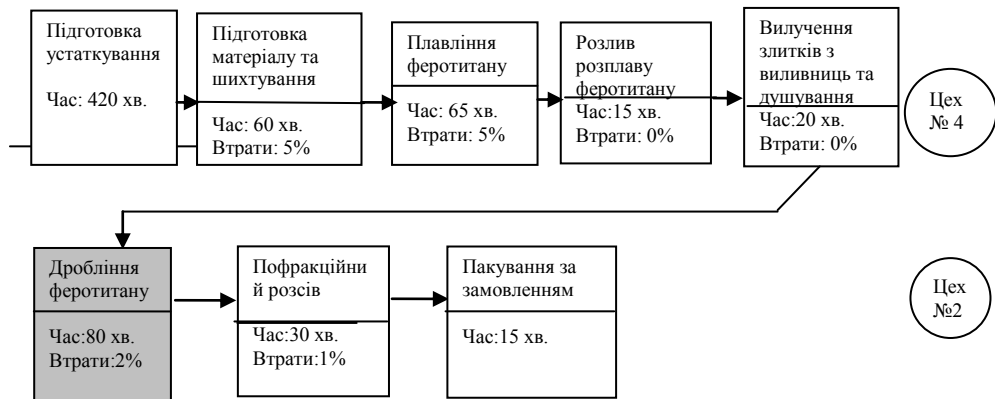 Підготовка
устаткування
Час: 420 хв.
Підготовка
матеріалу та
шихтування
Час: 60 хв.
Втрати: 5%
Плавління
феротитану
Час: 65 хв.
Втрати: 5%
Розлив
розплаву
феротитану
Час:15 хв.
Втрати: 0%
Вилучення
злитків з
виливниць та
душування
Час:20 хв.
Втрати: 0%
Цех
№ 4
Дробління
феротитану
Час:80 хв.
Втрати:2%
Пофракційни
й розсів
Час:30 хв.
Втрати:1%
Пакування за
замовленням
Час:15 хв.
Цех
№2